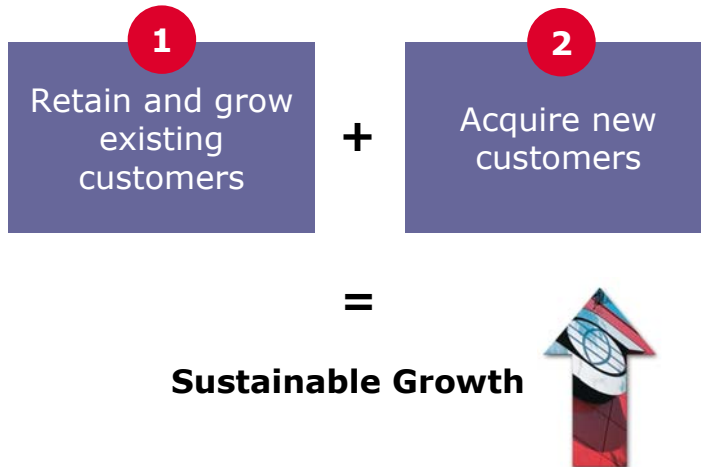 1
Retain and grow
existing
customers
+
2
Acquire new
customers
=
Sustainable Growth